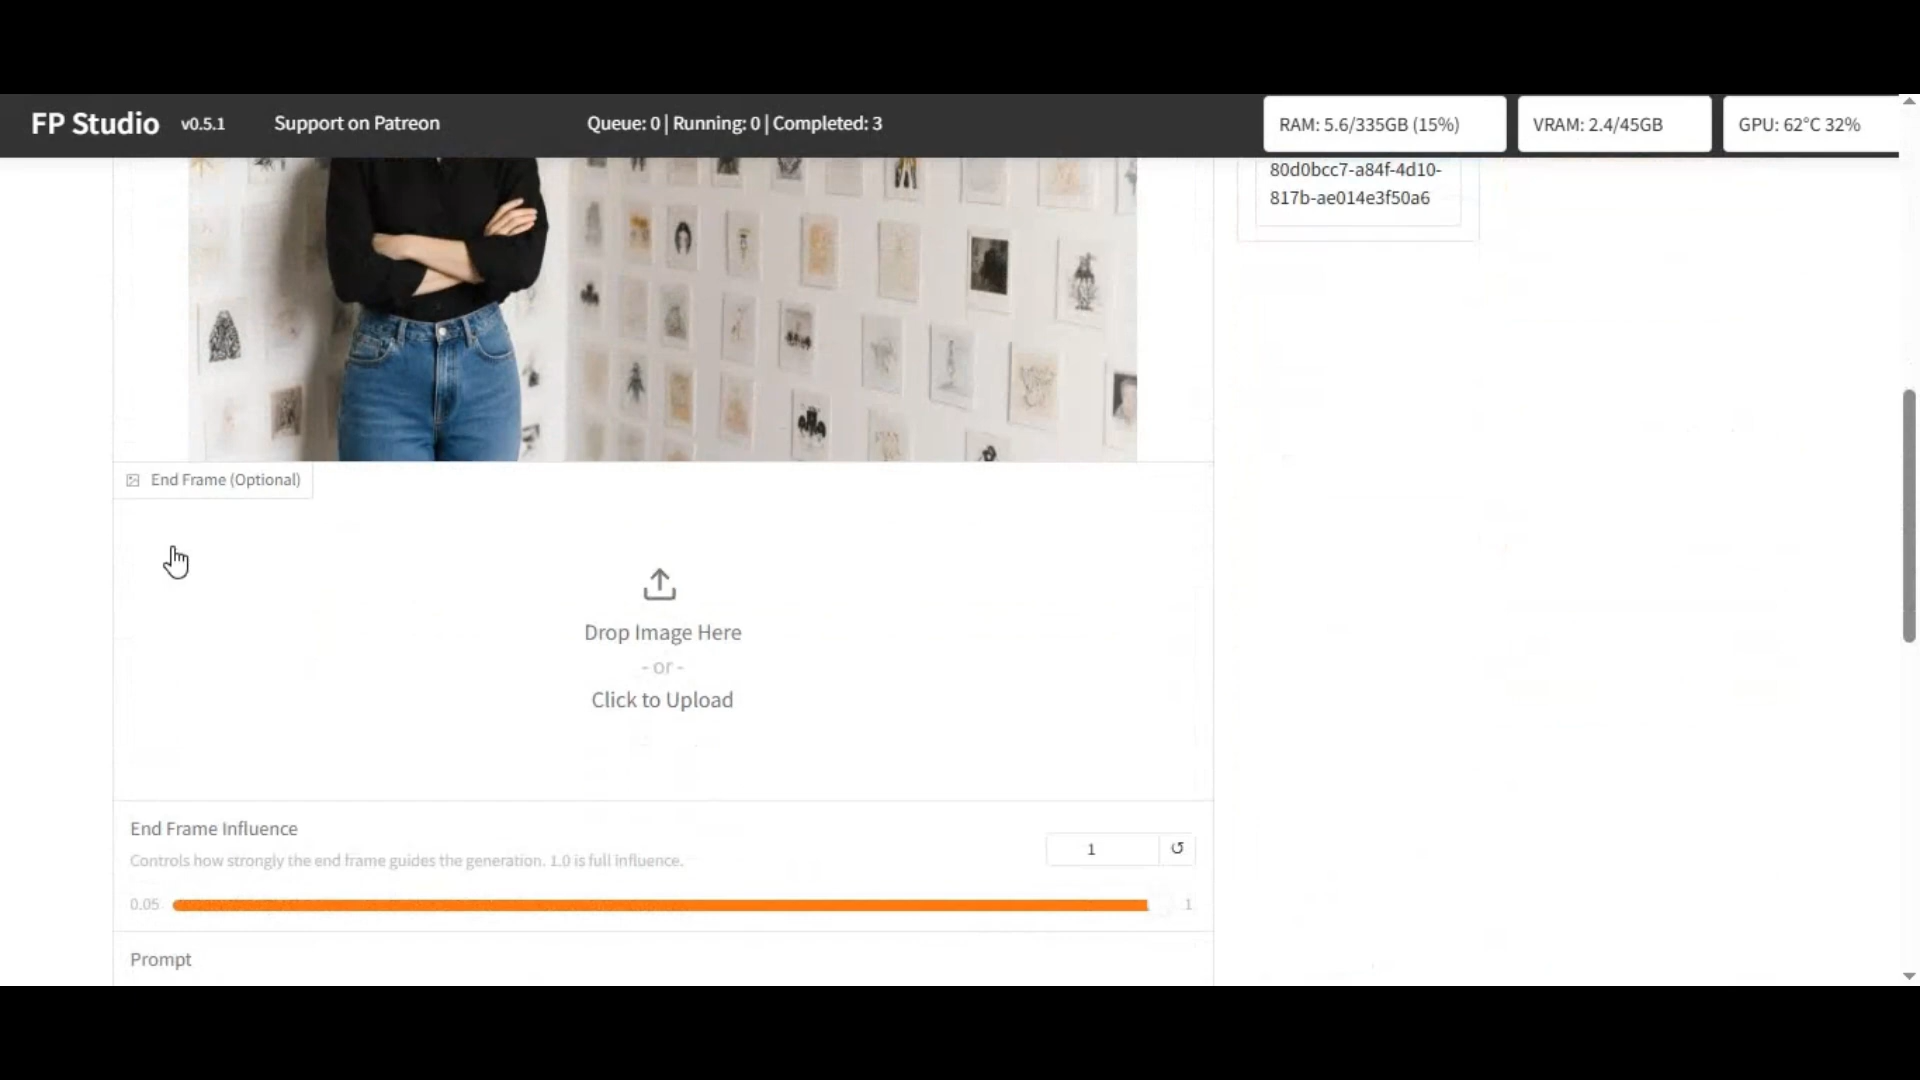 FP Studio v0.5.1 Support on Patreon Queue: 0 | Running: 0 | Completed: 3 RAM: 5.6/335GB (15%) VRAM: 2.4/45GB GPU: 62°C 32%
80d0bcc7-a84f-4d10-
817b-ae014e3f50a6
End Frame (Optional)
Drop Image Here
- or -
Click to Upload
End Frame Influence
Controls how strongly the end frame guides the generation. 1.0 is full influence.
1
0.05 1
Prompt